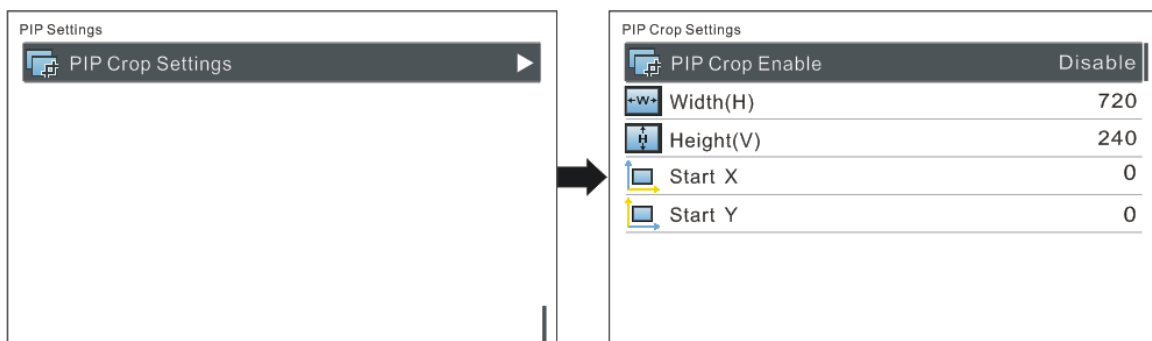 PIP Settings
PIP Crop Settings
PIP Crop Settings
PIP Crop Enable Disable
W Width(H) 720
H Height(V) 240
Start X 0
Start Y 0